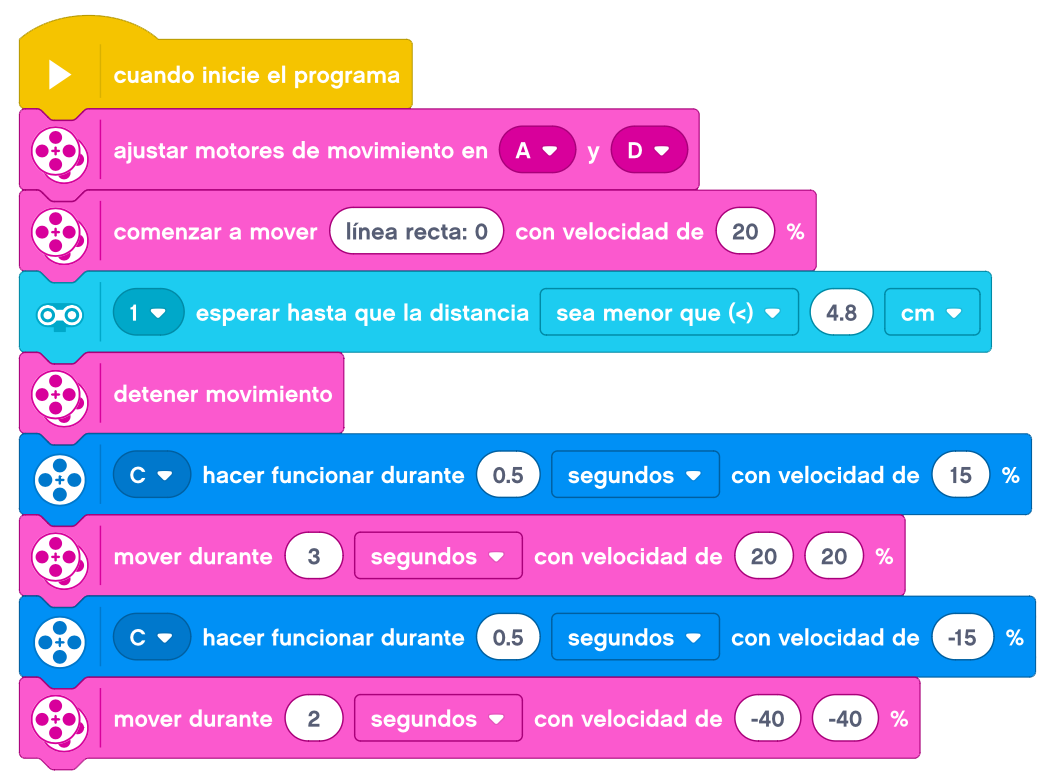 cuando inicie el programa
ajustar motores de movimiento en A y D
comenzar a mover línea recta: 0 con velocidad de 20 %
1 esperar hasta que la distancia sea menor que (<) 4.8 cm
detener movimiento
C hacer funcionar durante 0.5 segundos con velocidad de 15 %
mover durante 3 segundos con velocidad de 20 20 %
C hacer funcionar durante 0.5 segundos con velocidad de -15 %
mover durante 2 segundos con velocidad de -40 -40 %